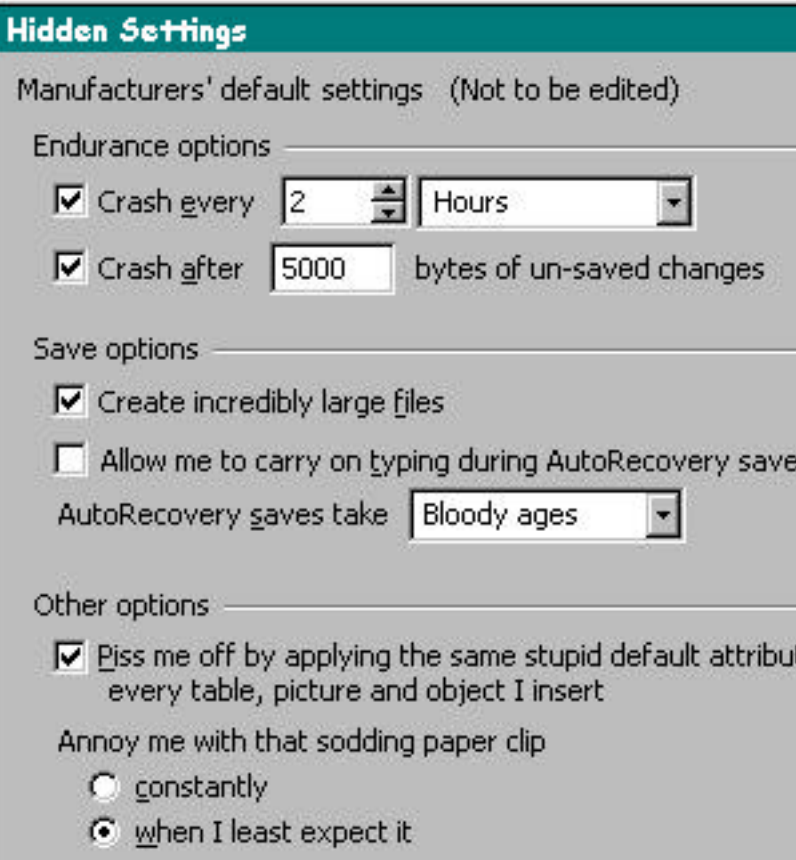 Hidden Settings
Manufacturers' default settings (Not to be edited)
Endurance options
Crash every 2 Hours
Crash after 5000 bytes of un-saved changes
Save options
Create incredibly large files
Allow me to carry on typing during AutoRecovery save
AutoRecovery saves take Bloody ages
Other options
Piss me off by applying the same stupid default attribut
every table, picture and object I insert
Annoy me with that sodding paper clip
constantly
when I least expect it